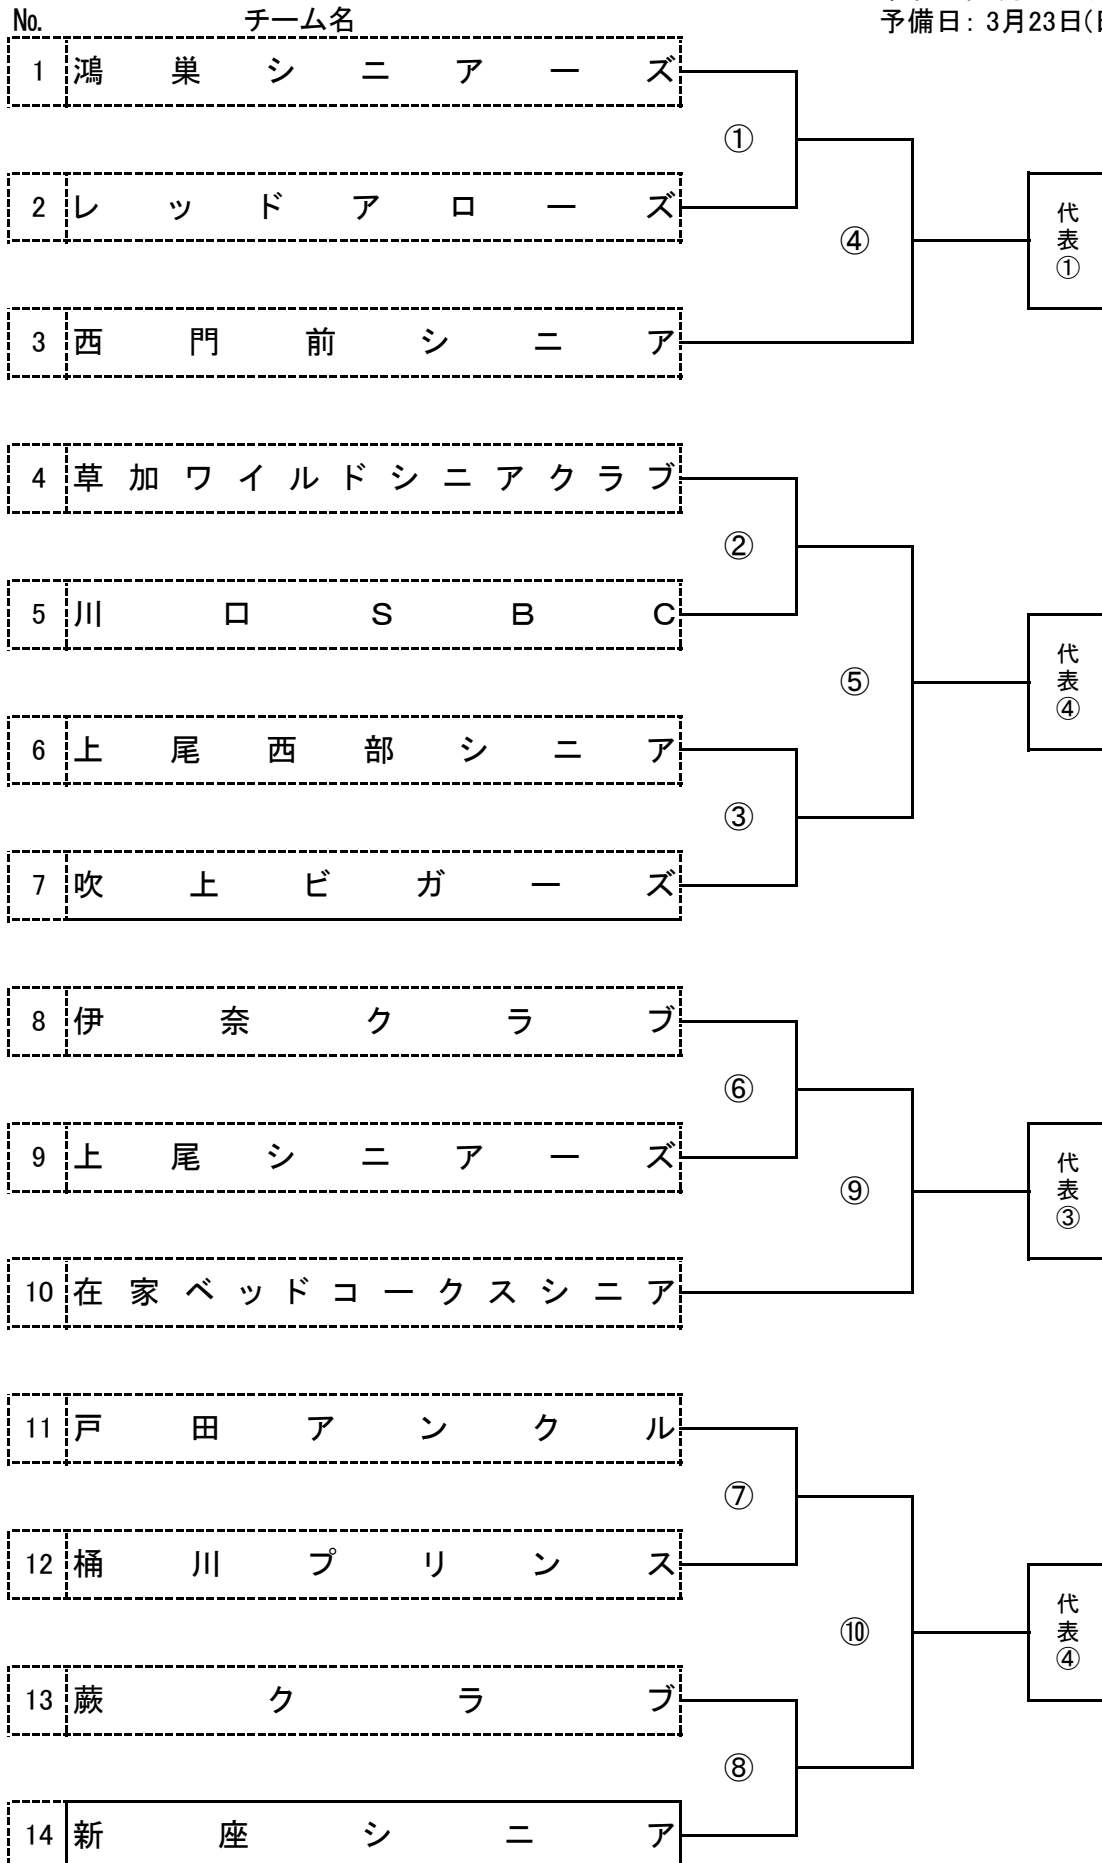 No. チーム名 予備日：3月23日(日
1 鴻巣シニアーズ
①
2 レッドアローズ
④
代表①
3 西門前シニア
4 草加ワイルドシニアクラブ
②
5 川口ＳＢＣ
⑤
代表④
6 上尾西部シニア
③
7 吹上ビガーズ
8 伊奈クラブ
⑥
9 上尾シニアーズ
⑨
代表③
10 在家ベッドコークスシニア
11 戸田アンクル
⑦
12 桶川プリンス
⑩
代表④
13 蕨クラブ
⑧
14 新座シニア